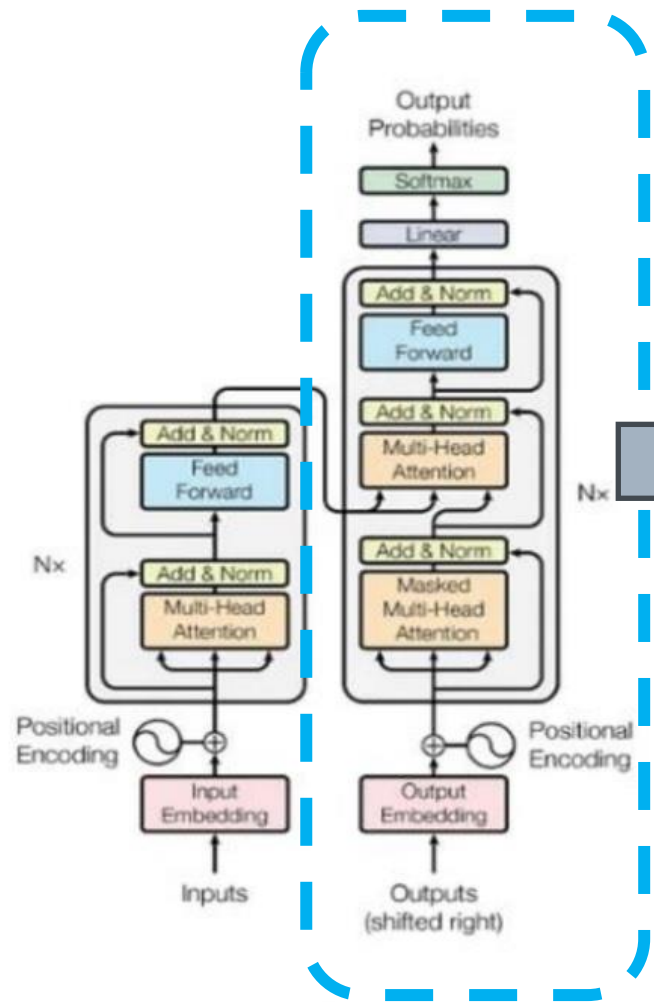 Output
Probabilities
Softmax
Linear
Add & Norm
Feed
Forward
Add & Norm
Multi-Head
Attention
Nx
Add & Norm
Masked
Multi-Head
Attention
Positional
Encoding
Output
Embedding
Outputs
(shifted right)
Add & Norm
Feed
Forward
Nx
Add & Norm
Multi-Head
Attention
Positional
Encoding
Input
Embedding
Inputs